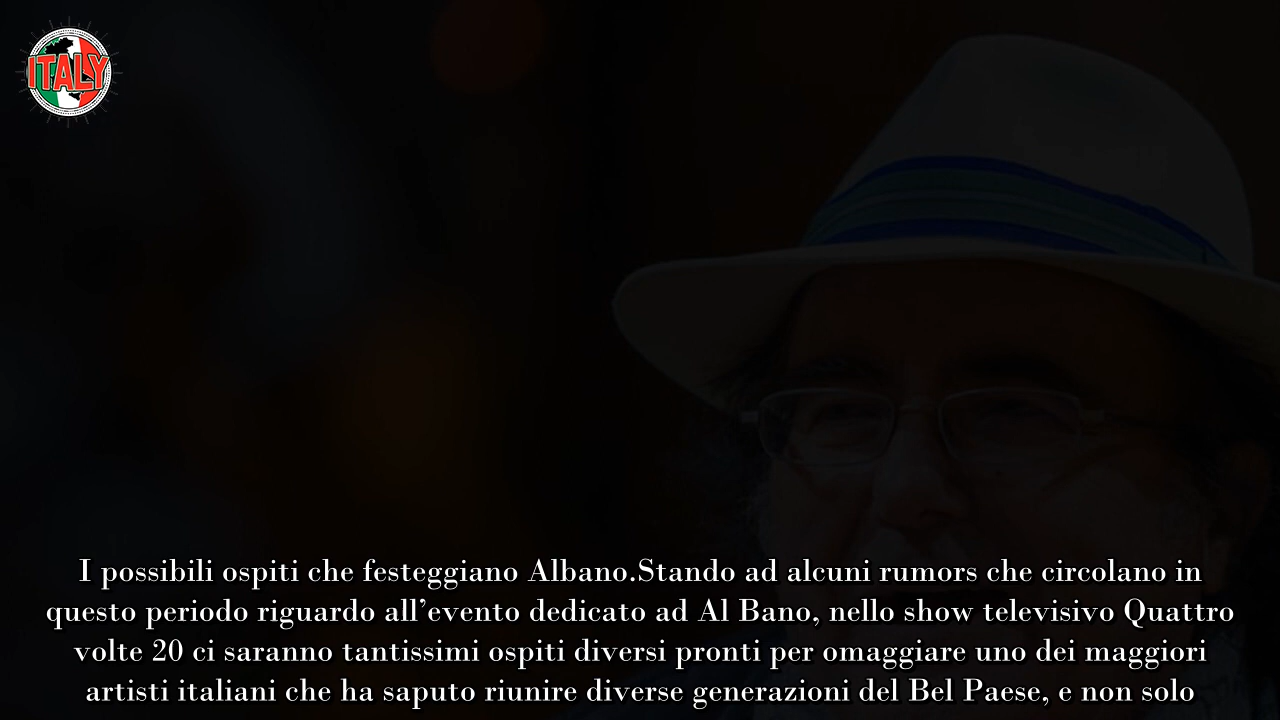 ITALY
I possibili ospiti che festeggiano Albano.Stando ad alcuni rumors che circolano in
questo periodo riguardo all’evento dedicato ad Al Bano, nello show televisivo Quattro
volte 20 ci saranno tantissimi ospiti diversi pronti per omaggiare uno dei maggiori
artisti italiani che ha saputo riunire diverse generazioni del Bel Paese, e non solo